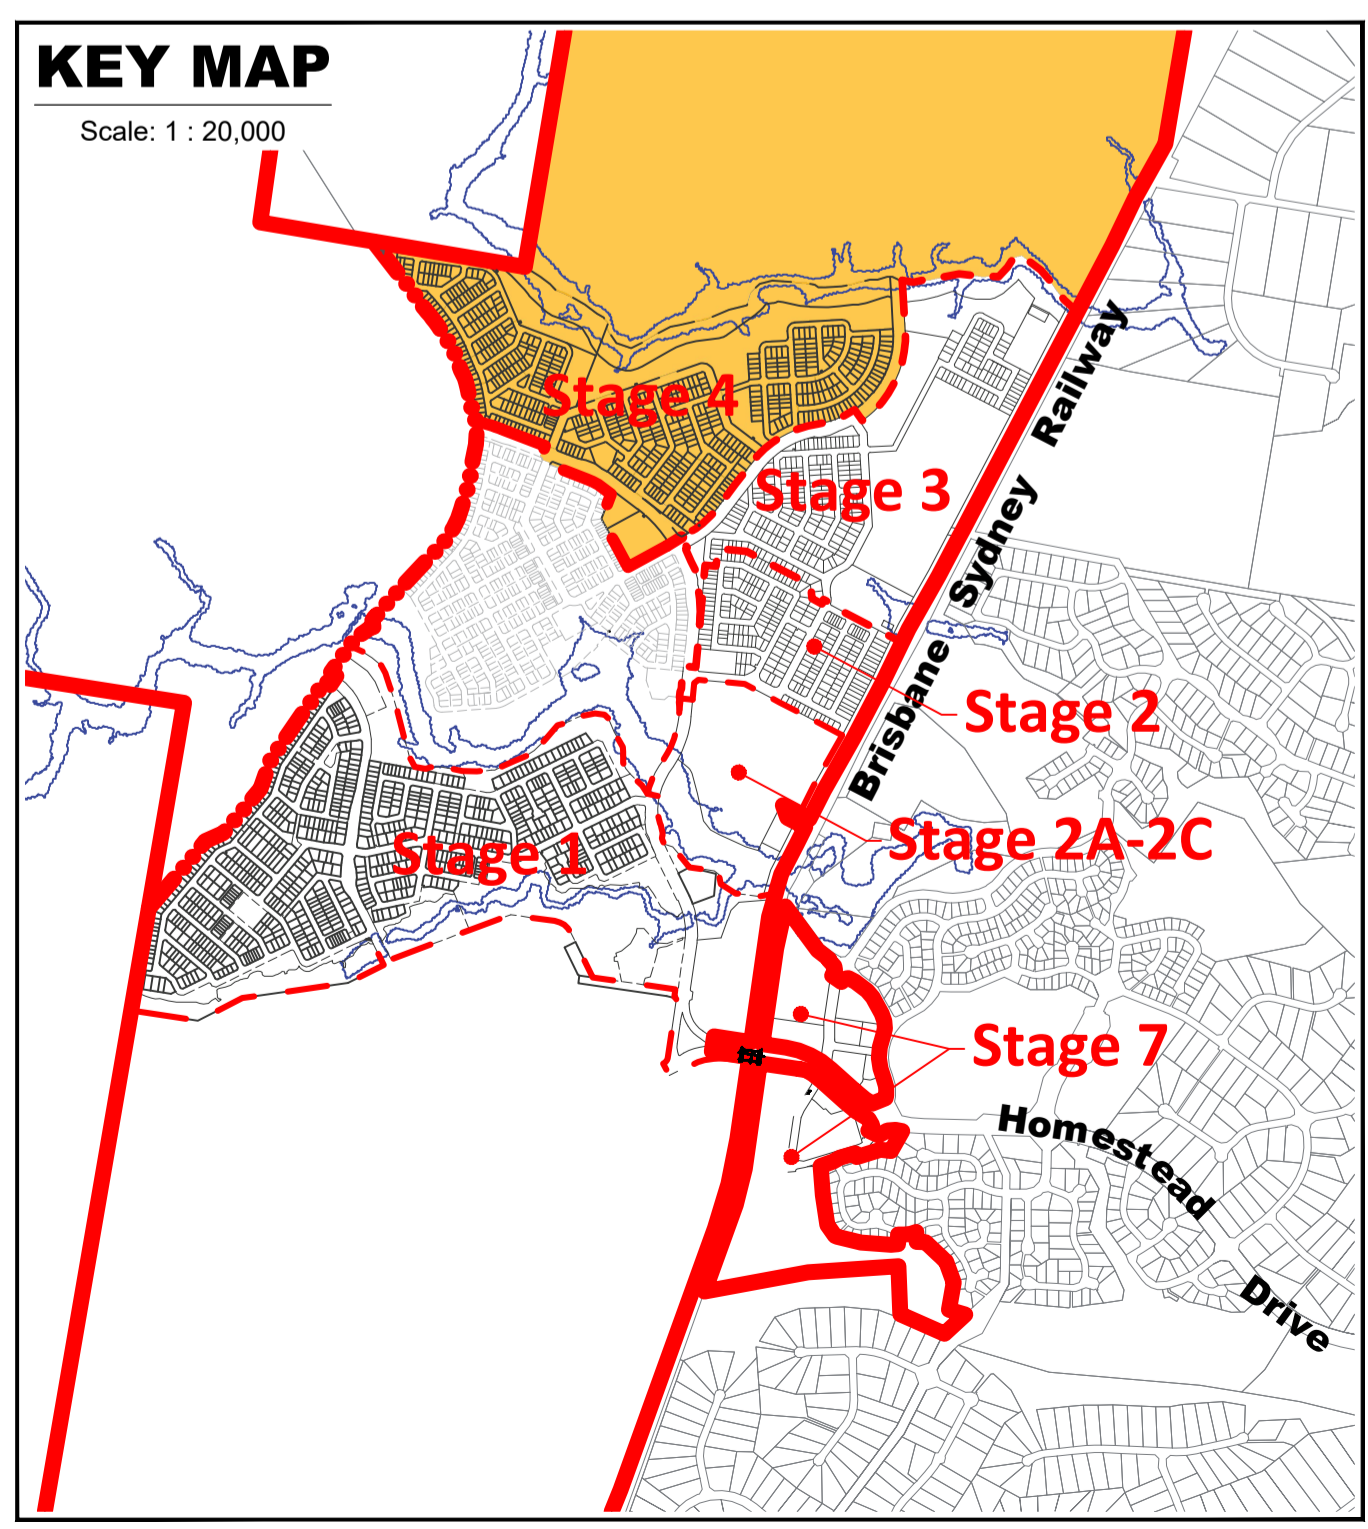 KEY MAP
Scale: 1 : 20,000
Stage 4
Stage 3
Brisbane Sydney Railway
Stage 2
Stage 2A-2C
Stage 1
Stage 7
Homestead Drive